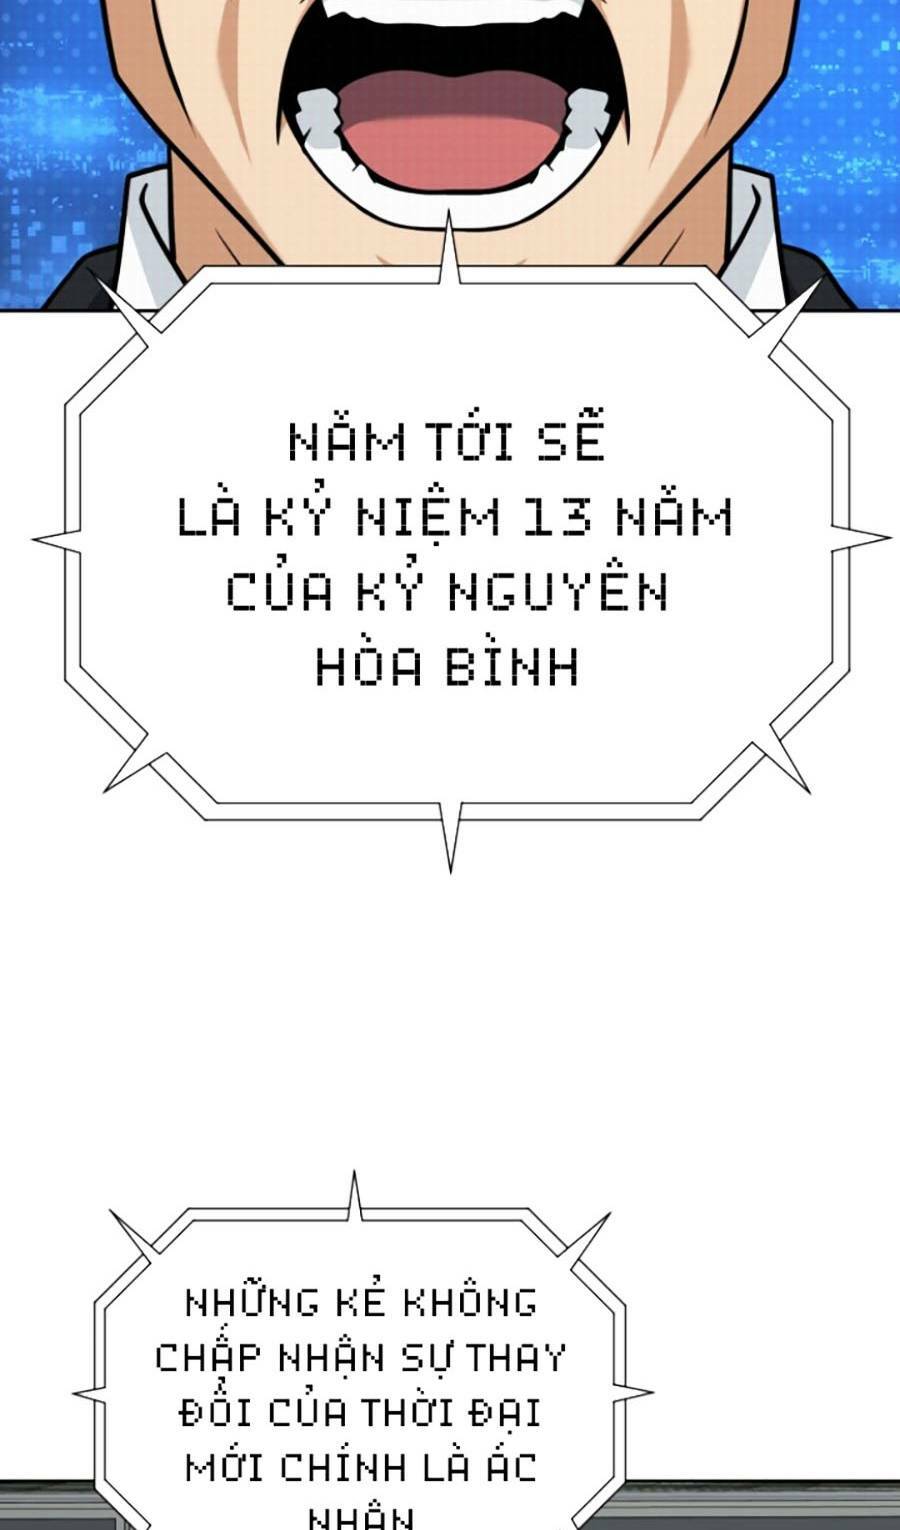 NĂM TỚI SẼ
LÀ KỶ NIỆM 13 NĂM
CỦA KỶ NGUYÊN
HÒA BÌNH
NHỮNG KẺ KHÔNG
CHẤP NHẬN SỰ THAY
ĐỔI CỦA THỜI ĐẠI
MỚI CHÍNH LÀ ÁC
NHÂN